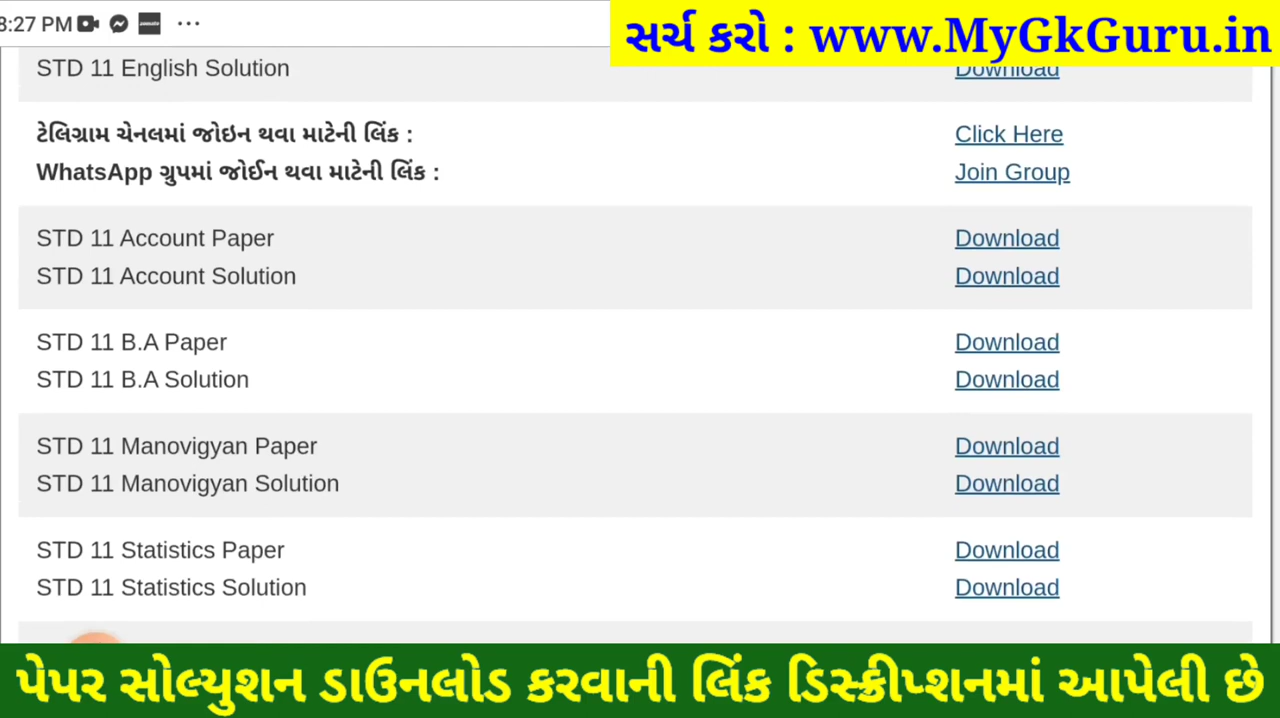 8:27 PM
સર્ચ કરો : www.MyGkGuru.in
STD 11 English Solution Download
ટેલિગ્રામ ચેનલમાં જોઇન થવા માટેની લિંક : Click Here
WhatsApp ગ્રુપમાં જોઈન થવા માટેની લિંક : Join Group
STD 11 Account Paper Download
STD 11 Account Solution Download
STD 11 B.A Paper Download
STD 11 B.A Solution Download
STD 11 Manovigyan Paper Download
STD 11 Manovigyan Solution Download
STD 11 Statistics Paper Download
STD 11 Statistics Solution Download
પેપર સોલ્યુશન ડાઉનલોડ કરવાની લિંક ડિસ્ક્રીપ્શનમાં આપેલી છે